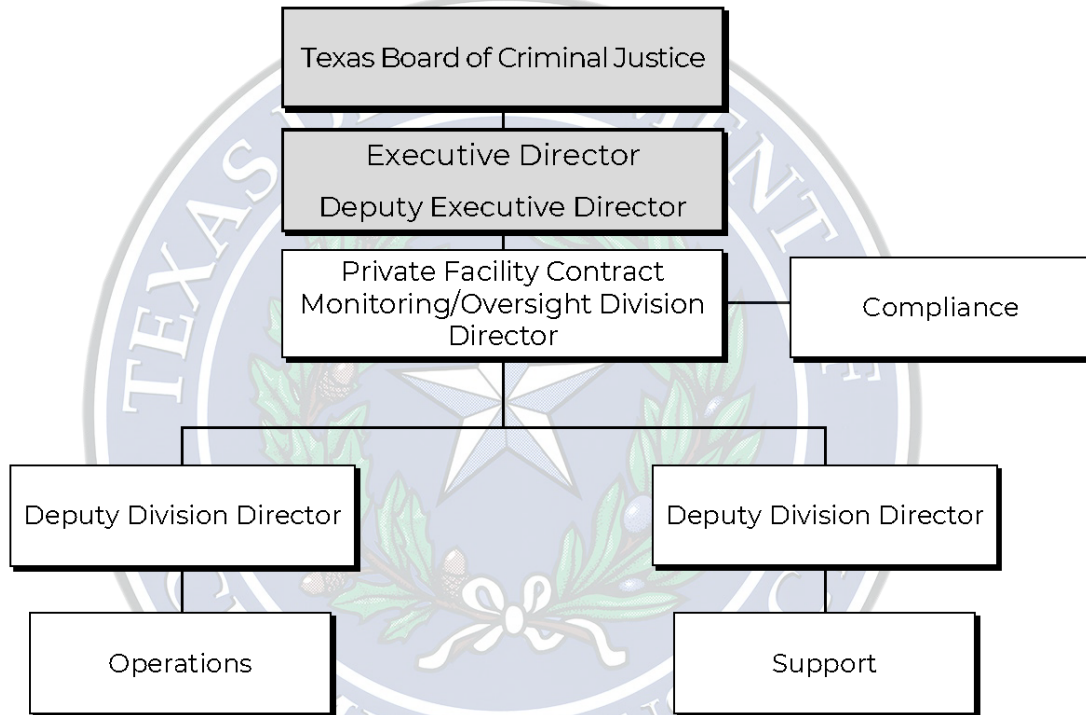 Texas Board of Criminal Justice
Executive Director
Deputy Executive Director
Private Facility Contract
Monitoring/Oversight Division
Director
Compliance
Deputy Division Director
Deputy Division Director
Operations
Support
TEXAS